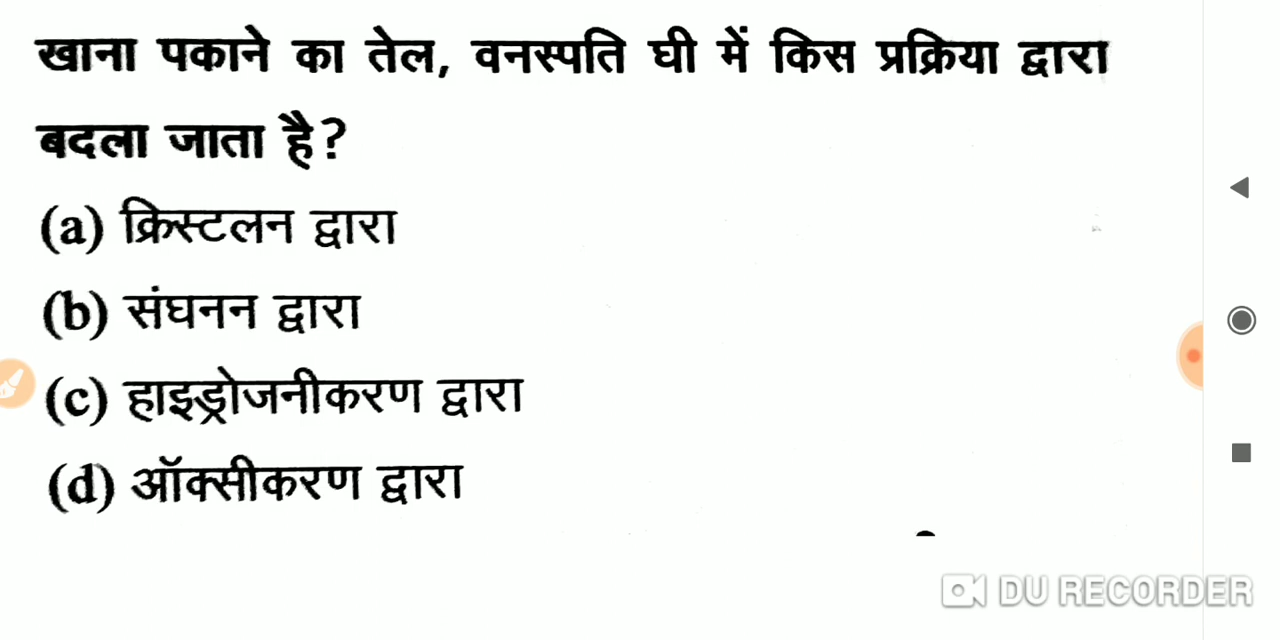 खाना पकाने का तेल, वनस्पति घी में किस प्रक्रिया द्वारा
बदला जाता है?
(a) क्रिस्टलन द्वारा
(b) संघनन द्वारा
(c) हाइड्रोजनीकरण द्वारा
(d) ऑक्सीकरण द्वारा
DU RECORDER